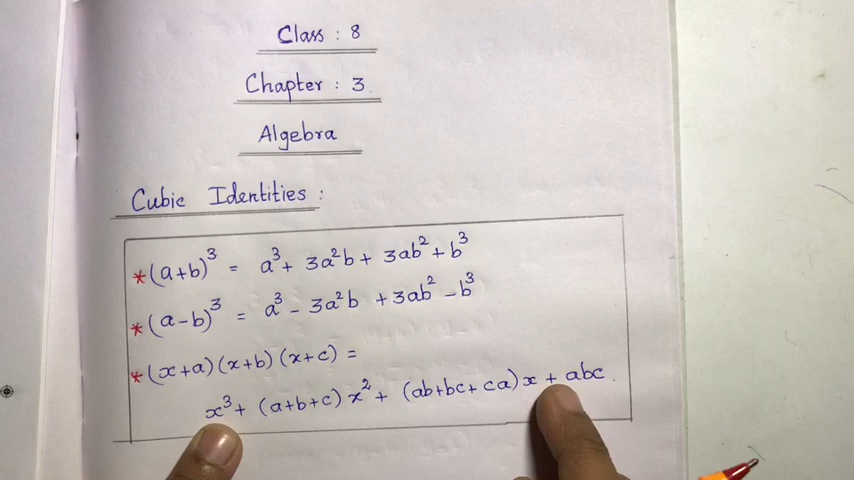 Class : 8
Chapter : 3.
Algebra
Cubic Identities :
* (a+b)³ = a³ + 3a²b + 3ab² + b³
* (a-b)³ = a³ - 3a²b + 3ab² - b³
* (x+a) (x+b) (x+c) =
x³ + (a+b+c) x² + (ab+bc+ca)x + abc.